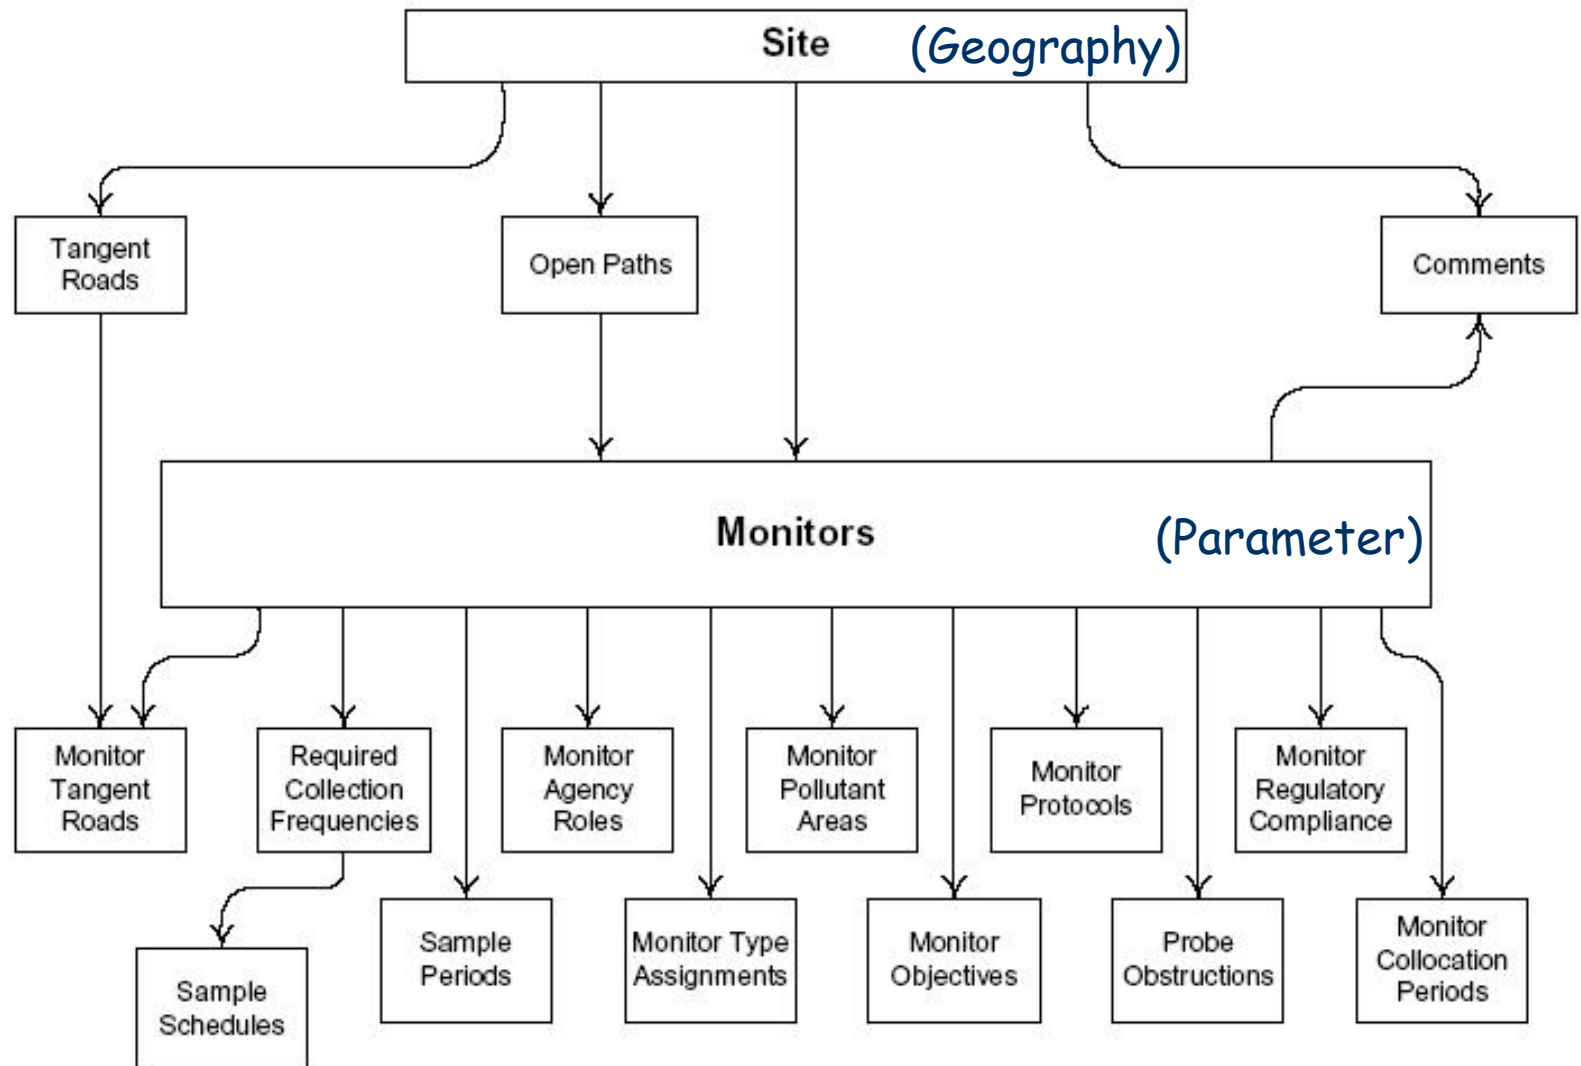 Site (Geography)
Tangent
Roads
Open Paths
Comments
Monitors (Parameter)
Monitor
Tangent
Roads
Required
Collection
Frequencies
Monitor
Agency
Roles
Monitor
Pollutant
Areas
Monitor
Protocols
Monitor
Regulatory
Compliance
Sample
Schedules
Sample
Periods
Monitor Type
Assignments
Monitor
Objectives
Probe
Obstructions
Monitor
Collocation
Periods